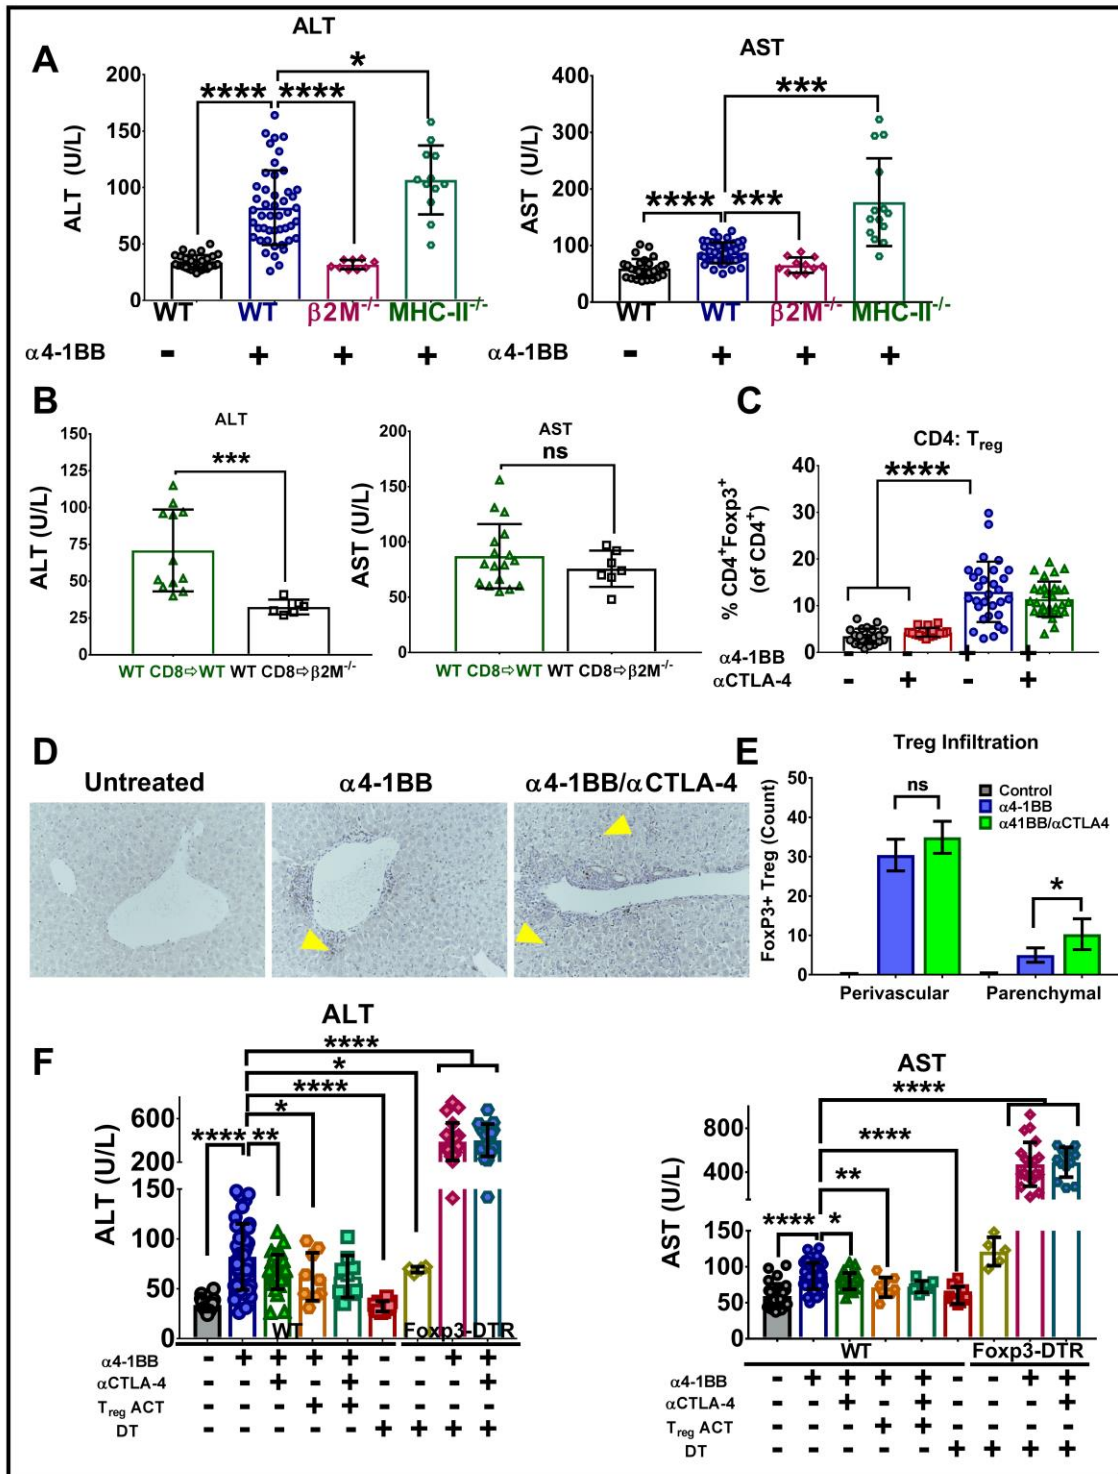 A
ALT
ALT (U/L)
200
150
100
50
0
**** **** *
WT WT β2M-/- MHC-II-/-
α4-1BB - + + +
AST
AST (U/L)
400
300
200
100
0
**** *** ***
WT WT β2M-/- MHC-II-/-
α4-1BB - + + +
B
ALT
ALT (U/L)
150
125
100
75
50
25
0
***
WT CD8⇨WT WT CD8⇨β2M-/-
AST
AST (U/L)
200
150
100
50
0
ns
WT CD8⇨WT WT CD8⇨β2M-/-
C
CD4: Treg
% CD4+Foxp3+
(of CD4+)
40
30
20
10
0
****
α4-1BB - - + +
αCTLA-4 - + - +
D
Untreated α4-1BB α4-1BB/αCTLA-4
E
Treg Infiltration
FoxP3+ Treg (Count)
50
40
30
20
10
0
Control
α4-1BB
α41BB/αCTLA4
ns
*
Perivascular Parenchymal
F
ALT
ALT (U/L)
600
200
150
100
50
0
****
*
****
*
**** **
WT Foxp3-DTR
α4-1BB - + + + + - - + +
αCTLA-4 - - + - + - - - +
Treg ACT - - - + + - - - -
DT - - - - - + + + +
AST
AST (U/L)
800
400
150
100
50
0
****
****
**
**** *
WT Foxp3-DTR
α4-1BB - + + + + - - + +
αCTLA-4 - - + - + - - - +
Treg ACT - - - + + - - - -
DT - - - - - + + + +